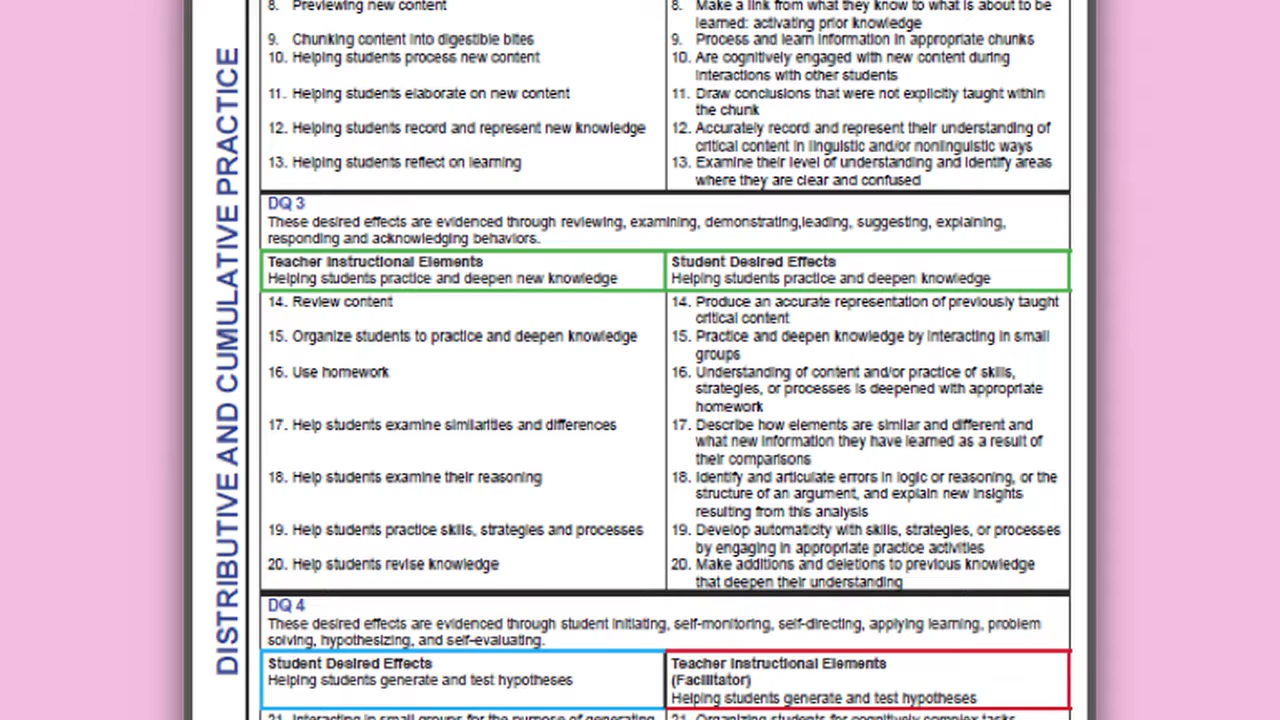 DISTRIBUTIVE AND CUMULATIVE PRACTICE
8. Previewing new content
9. Chunking content into digestible bites
10. Helping students process new content
11. Helping students elaborate on new content
12. Helping students record and represent new knowledge
13. Helping students reflect on learning
8. Make a link from what they know to what is about to be
learned: activating prior knowledge
9. Process and learn information in appropriate chunks
10. Are cognitively engaged with new content during
interactions with other students
11. Draw conclusions that were not explicitly taught within
the chunk
12. Accurately record and represent their understanding of
critical content in linguistic and/or nonlinguistic ways
13. Examine their level of understanding and identify areas
where they are clear and confused
DQ 3
These desired effects are evidenced through reviewing, examining, demonstrating,leading, suggesting, explaining,
responding and acknowledging behaviors.
Teacher Instructional Elements
Helping students practice and deepen new knowledge
Student Desired Effects
Helping students practice and deepen knowledge
14. Review content
15. Organize students to practice and deepen knowledge
16. Use homework
17. Help students examine similarities and differences
18. Help students examine their reasoning
19. Help students practice skills, strategies and processes
20. Help students revise knowledge
14. Produce an accurate representation of previously taught
critical content
15. Practice and deepen knowledge by interacting in small
groups
16. Understanding of content and/or practice of skills,
strategies, or processes is deepened with appropriate
homework
17. Describe how elements are similar and different and
what new information they have learned as a result of
their comparisons
18. Identify and articulate errors in logic or reasoning, or the
structure of an argument, and explain new insights
resulting from this analysis
19. Develop automaticity with skills, strategies, or processes
by engaging in appropriate practice activities
20. Make additions and deletions to previous knowledge
that deepen their understanding
DQ 4
These desired effects are evidenced through student initiating, self-monitoring, self-directing, applying learning, problem
solving, hypothesizing, and self-evaluating.
Student Desired Effects
Helping students generate and test hypotheses
Teacher Instructional Elements
(Facilitator)
Helping students generate and test hypotheses
21. Interacting in small groups for the purpose of generating
21. Organizing students for cognitively complex tasks